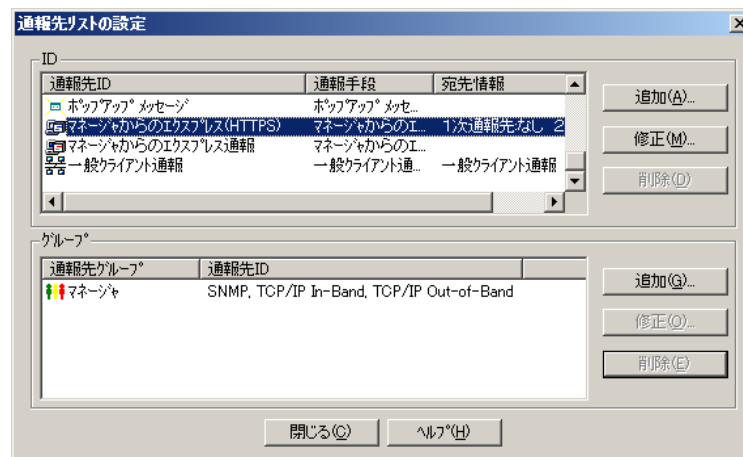 通報先リストの設定
ID
通報先ID 通報手段 宛先情報
ﾎﾟｯﾌﾟｱｯﾌﾟ ﾒｯｾｰｼﾞ ﾎﾟｯﾌﾟｱｯﾌﾟ ﾒｯｾ...
ﾏﾈｰｼﾞｬからのｴｸｽﾌﾟﾚｽ(HTTPS) ﾏﾈｰｼﾞｬからのｴ... 1次通報先:なし 2
ﾏﾈｰｼﾞｬからのｴｸｽﾌﾟﾚｽ通報 ﾏﾈｰｼﾞｬからのｴ...
一般ｸﾗｲｱﾝﾄ通報 一般ｸﾗｲｱﾝﾄ通... 一般ｸﾗｲｱﾝﾄ通報
追加(A)...
修正(M)...
削除(D)
ｸﾞﾙｰﾌﾟ
通報先ｸﾞﾙｰﾌﾟ 通報先ID
ﾏﾈｰｼﾞｬ SNMP, TCP/IP In-Band, TCP/IP Out-of-Band
追加(G)...
修正(O)...
削除(E)
閉じる(C) ﾍﾙﾌﾟ(H)